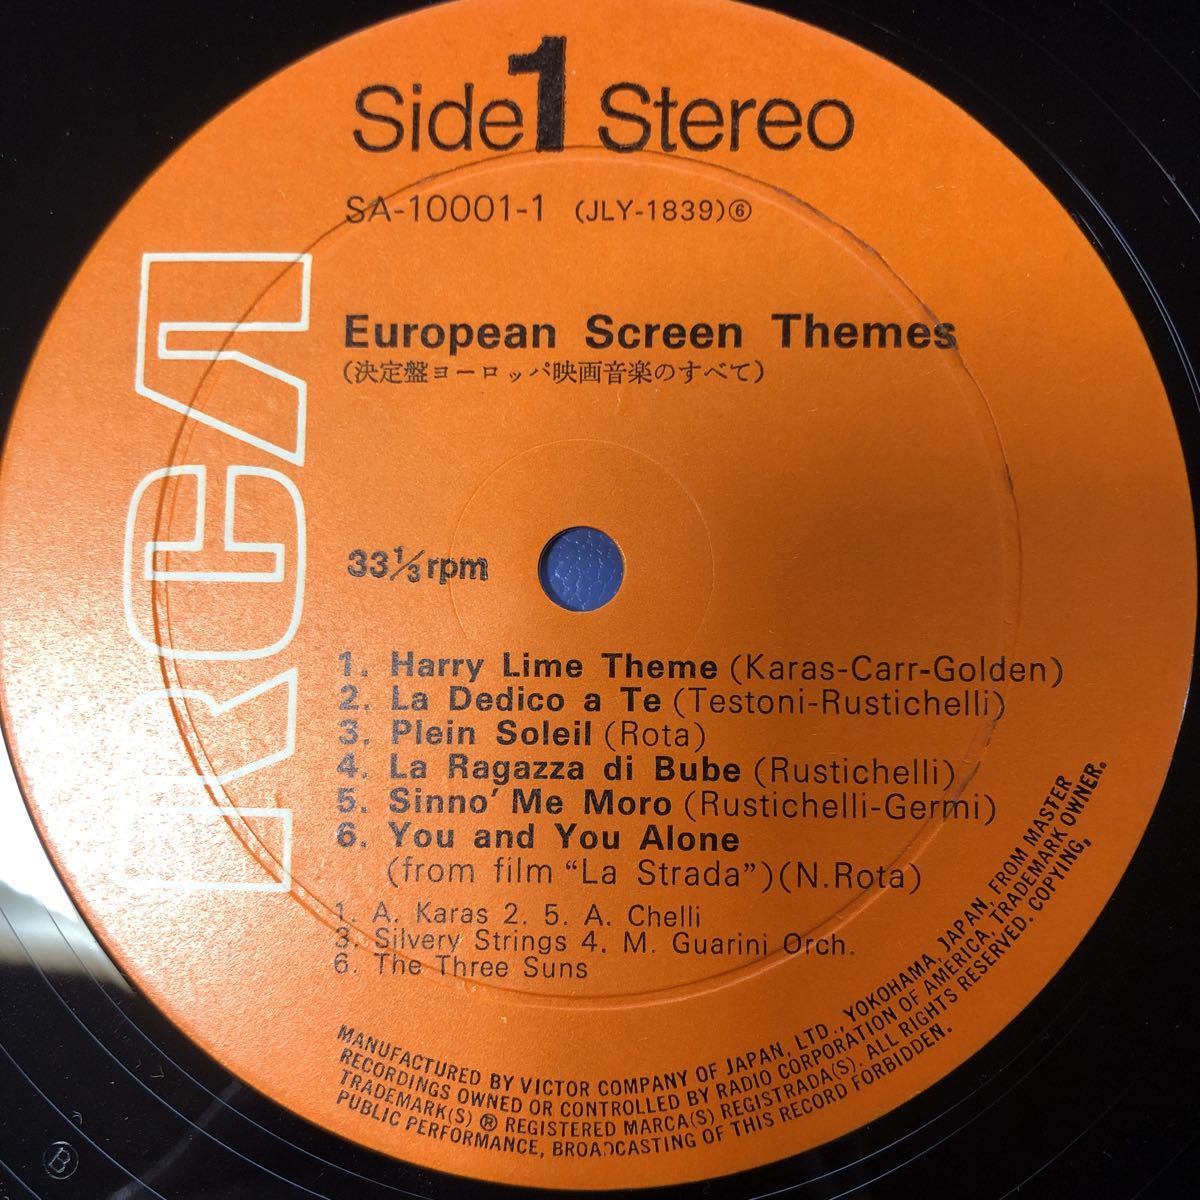 Side 1 Stereo
SA-10001-1 (JLY-1839)⑥
RCA
European Screen Themes
(決定盤ヨーロッパ映画音楽のすべて)
33 1/3 rpm
1. Harry Lime Theme (Karas-Carr-Golden)
2. La Dedico a Te (Testoni-Rustichelli)
3. Plein Soleil (Rota)
4. La Ragazza di Bube (Rustichelli)
5. Sinno' Me Moro (Rustichelli-Germi)
6. You and You Alone
(from film "La Strada") (N.Rota)
1. A. Karas 2. 5. A. Chelli
3. Silvery Strings 4. M. Guarini Orch.
6. The Three Suns
MANUFACTURED BY VICTOR COMPANY OF JAPAN, LTD., YOKOHAMA, JAPAN, FROM MASTER
RECORDINGS OWNED OR CONTROLLED BY RADIO CORPORATION OF AMERICA, TRADEMARK OWNER.
TRADEMARK(S) ® REGISTERED MARCA(S) REGISTRADA(S). ALL RIGHTS RESERVED. COPYING,
PUBLIC PERFORMANCE, BROADCASTING OF THIS RECORD FORBIDDEN.
B